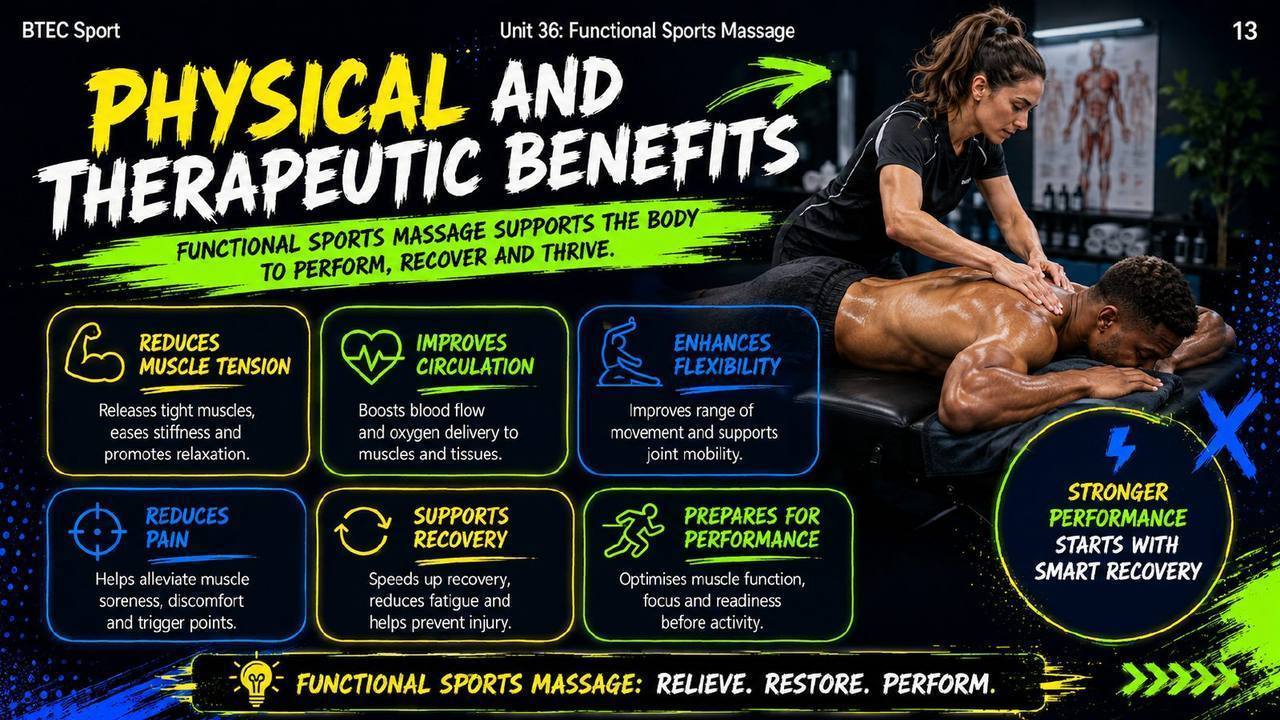 BTEC Sport
Unit 36: Functional Sports Massage
13
PHYSICAL AND
THERAPEUTIC BENEFITS
FUNCTIONAL SPORTS MASSAGE SUPPORTS THE BODY
TO PERFORM, RECOVER AND THRIVE.
REDUCES
MUSCLE TENSION
Releases tight muscles,
eases stiffness and
promotes relaxation.
IMPROVES
CIRCULATION
Boosts blood flow
and oxygen delivery to
muscles and tissues.
ENHANCES
FLEXIBILITY
Improves range of
movement and supports
joint mobility.
REDUCES
PAIN
Helps alleviate muscle
soreness, discomfort
and trigger points.
SUPPORTS
RECOVERY
Speeds up recovery,
reduces fatigue and
helps prevent injury.
PREPARES FOR
PERFORMANCE
Optimises muscle function,
focus and readiness
before activity.
STRONGER
PERFORMANCE
STARTS WITH
SMART RECOVERY
FUNCTIONAL SPORTS MASSAGE: RELIEVE. RESTORE. PERFORM.